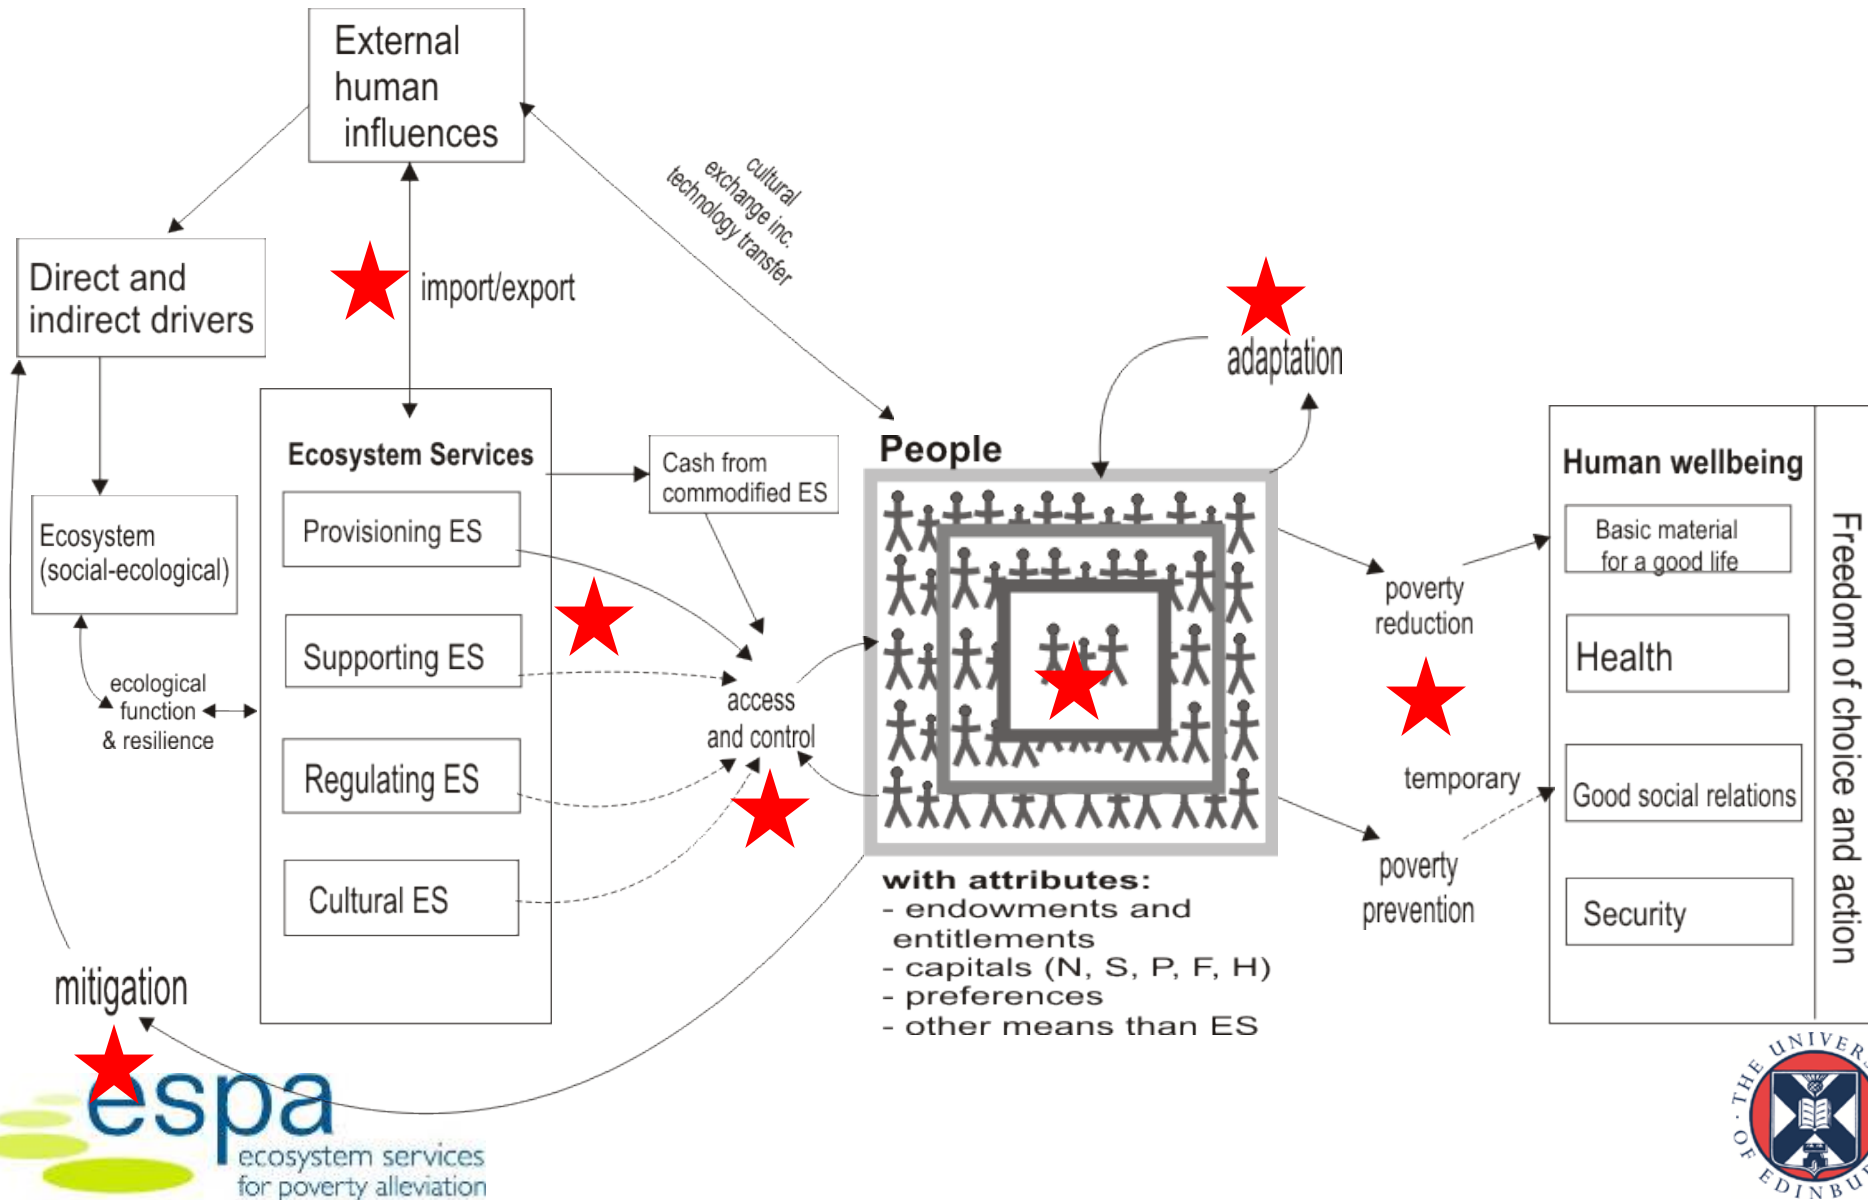 External
human
influences
cultural
exchange inc.
technology transfer
Direct and
indirect drivers
import/export
adaptation
Ecosystem Services
Cash from
commodified ES
People
Human wellbeing
Provisioning ES
Basic material
for a good life
Ecosystem
(social-ecological)
poverty
reduction
Supporting ES
Health
ecological
function
& resilience
access
and control
Regulating ES
temporary
Good social relations
Freedom of choice and action
Cultural ES
poverty
prevention
Security
with attributes:
- endowments and
entitlements
- capitals (N, S, P, F, H)
- preferences
- other means than ES
mitigation
espa
ecosystem services
for poverty alleviation
THE UNIVERS
OF EDINBU